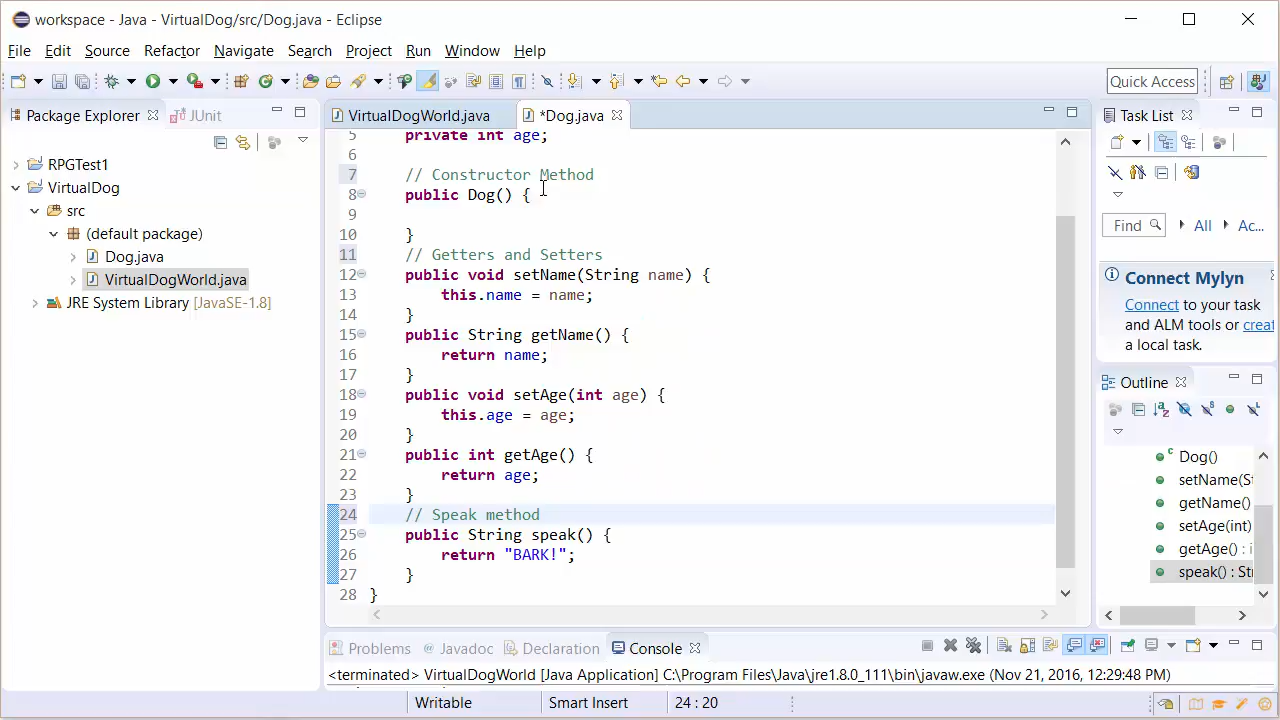 workspace - Java - VirtualDog/src/Dog.java - Eclipse
File Edit Source Refactor Navigate Search Project Run Window Help
Quick Access
Package Explorer JUnit
VirtualDogWorld.java *Dog.java
Task List
RPGTest1
VirtualDog
src
(default package)
Dog.java
VirtualDogWorld.java
JRE System Library [JavaSE-1.8]
5 private int age;
6
7 // Constructor Method
8 public Dog() {
9
10 }
11 // Getters and Setters
12 public void setName(String name) {
13 this.name = name;
14 }
15 public String getName() {
16 return name;
17 }
18 public void setAge(int age) {
19 this.age = age;
20 }
21 public int getAge() {
22 return age;
23 }
24 // Speak method
25 public String speak() {
26 return "BARK!";
27 }
28 }
Find All Ac...
Connect Mylyn
Connect to your task
and ALM tools or creat
a local task.
Outline
Dog()
setName(St
getName()
setAge(int)
getAge() : i
speak() : Str
Problems @ Javadoc Declaration Console
<terminated> VirtualDogWorld [Java Application] C:\Program Files\Java\jre1.8.0_111\bin\javaw.exe (Nov 21, 2016, 12:29:48 PM)
Writable Smart Insert 24 : 20